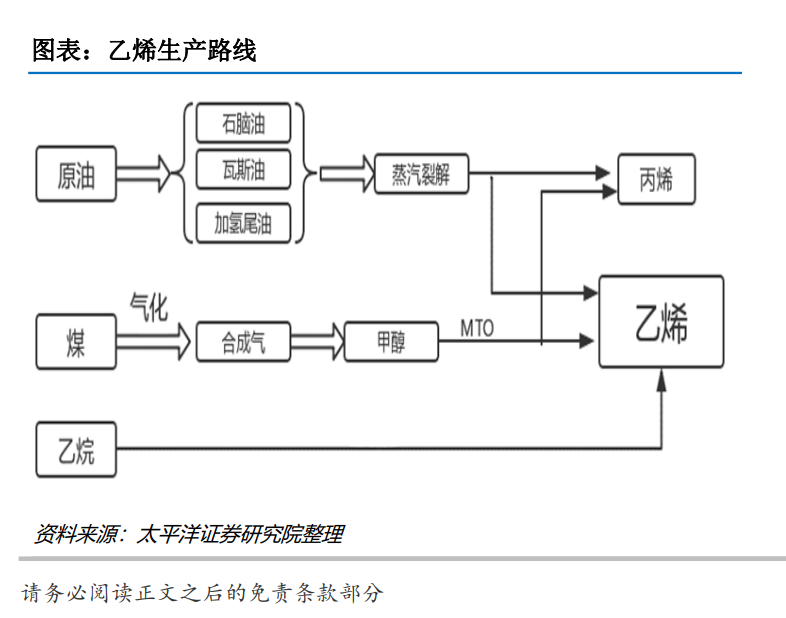 图表：乙烯生产路线
石脑油
原油
瓦斯油
蒸汽裂解
丙烯
加氢尾油
气化
煤
合成气
甲醇
MTO
乙烯
乙烷
资料来源：太平洋证券研究院整理
请务必阅读正文之后的免责条款部分